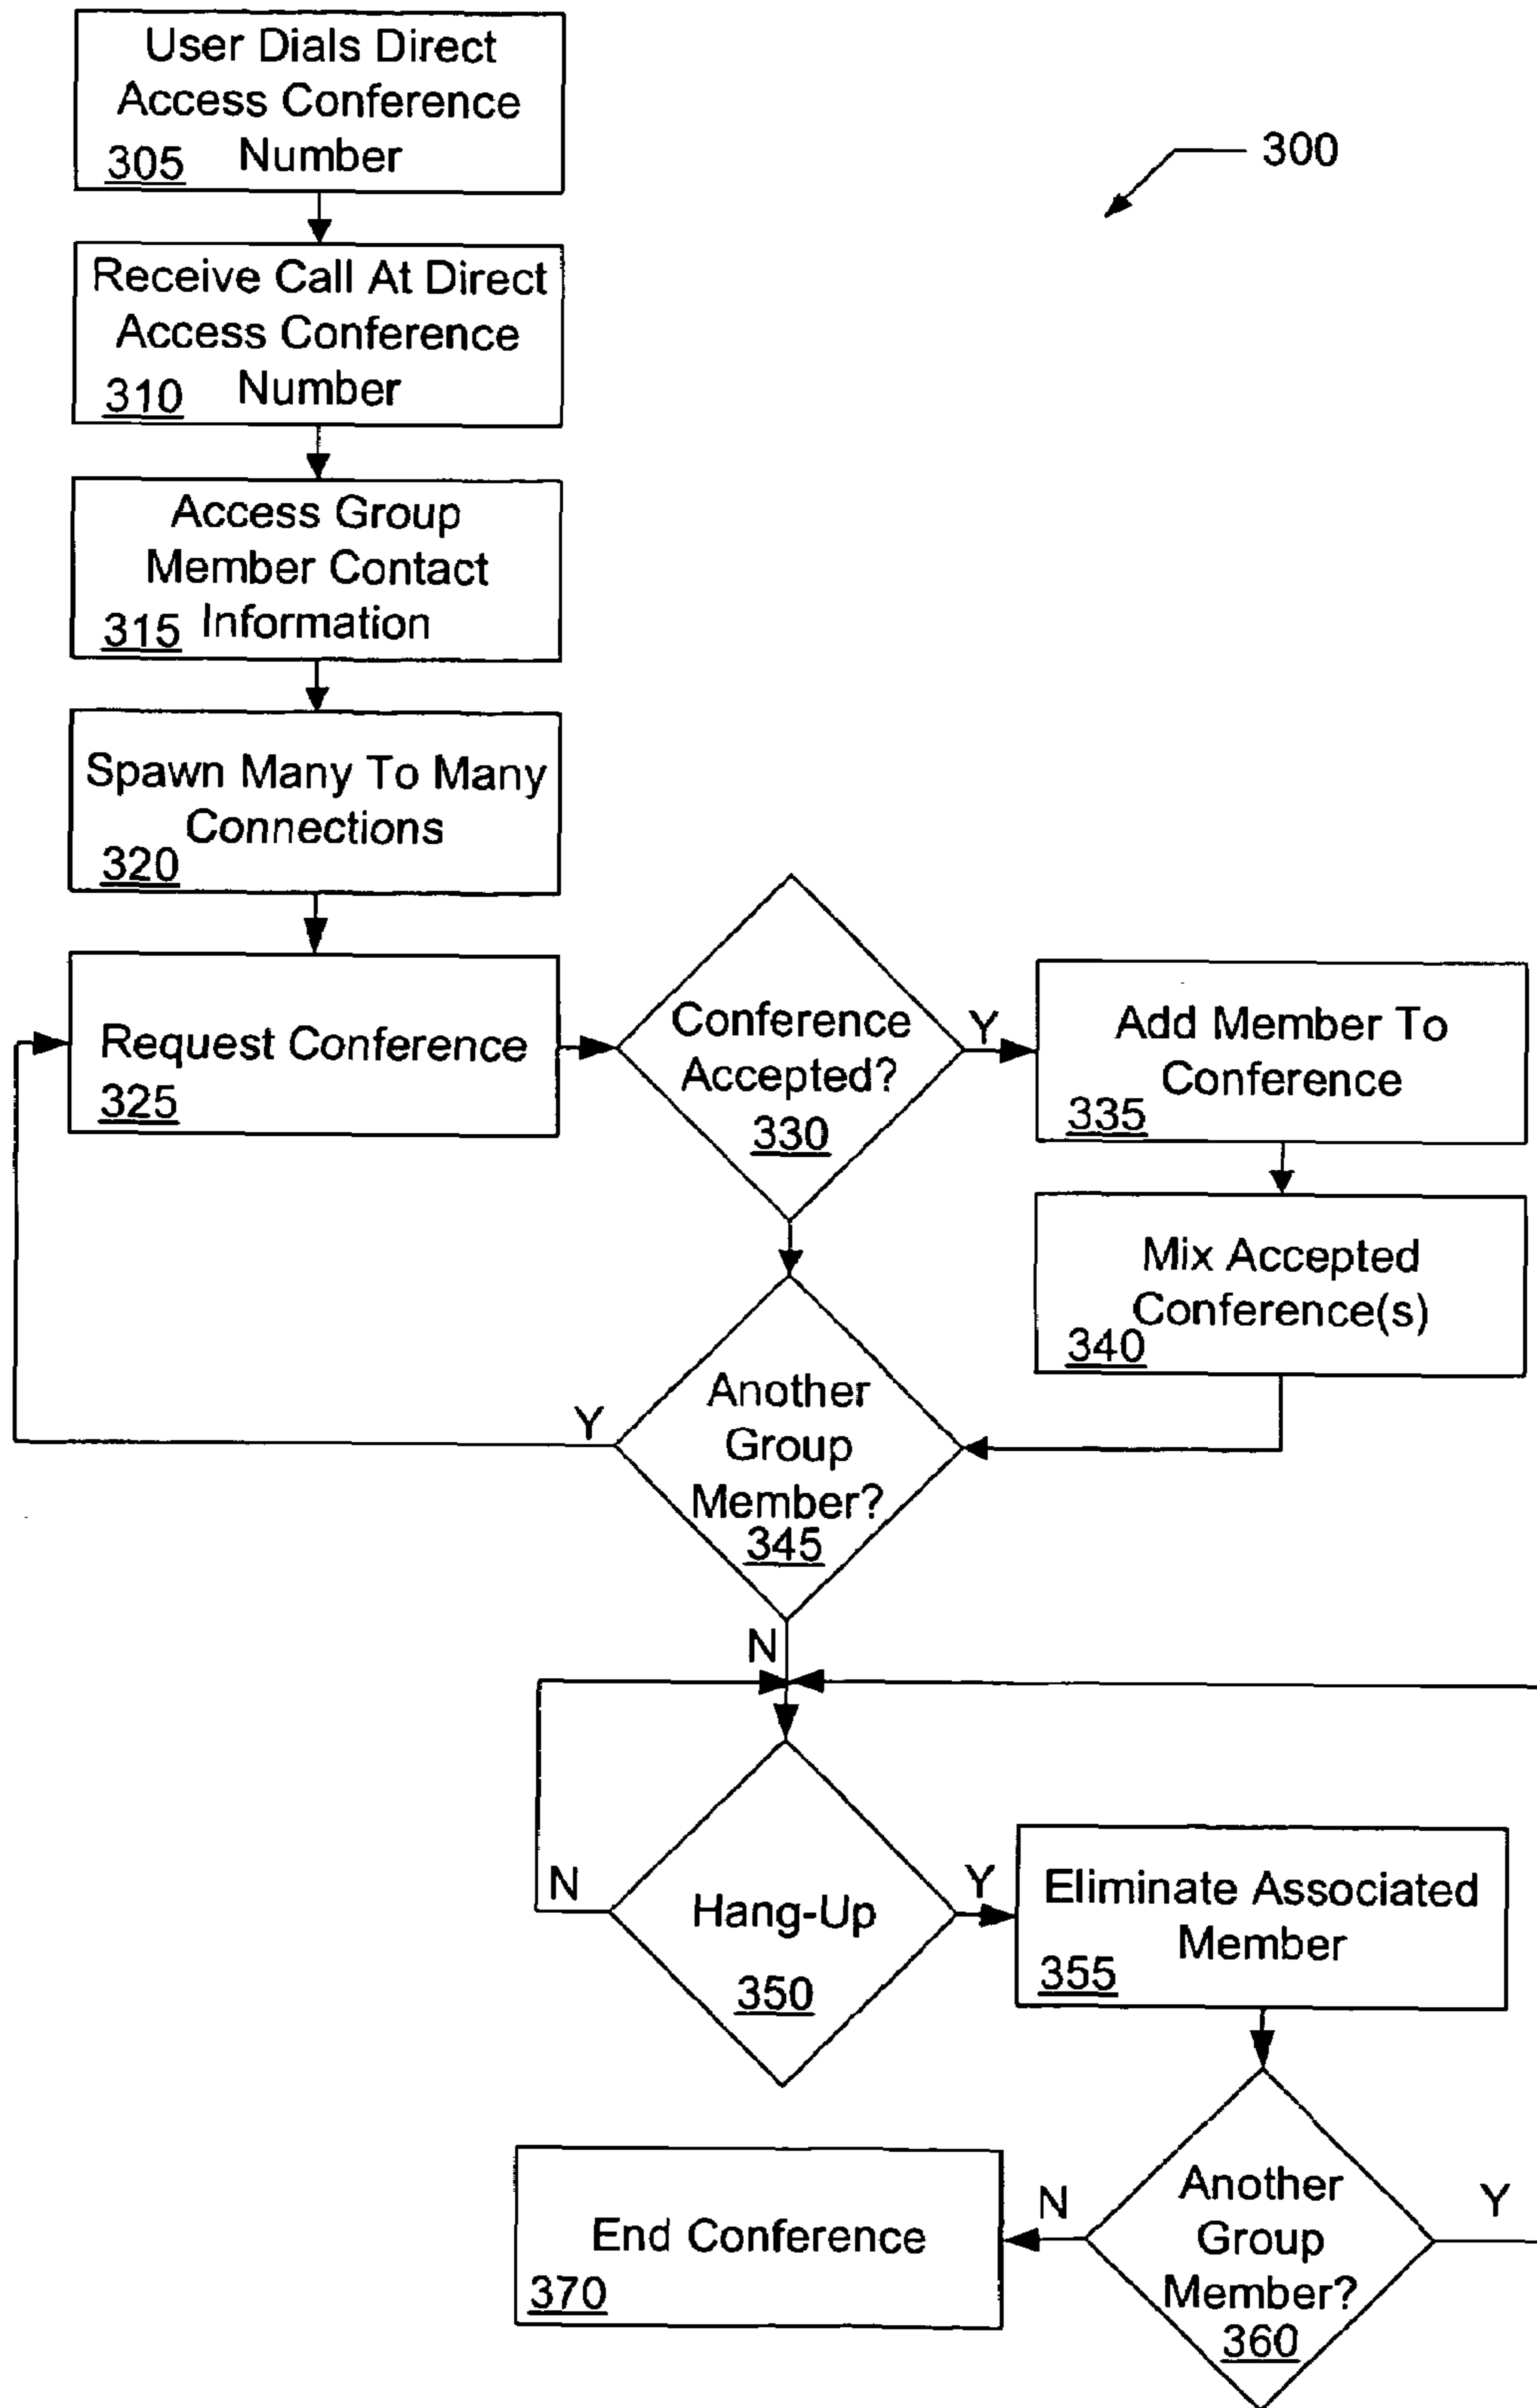 User Dials Direct
Access Conference
305 Number
300
Receive Call At Direct
Access Conference
310 Number
Access Group
Member Contact
315 Information
Spawn Many To Many
Connections
320
Request Conference
325
Conference
Accepted?
330
Y
Add Member To
Conference
335
Mix Accepted
Conference(s)
340
Another
Group
Member?
345
Y
N
Hang-Up
350
N
Y
Eliminate Associated
Member
355
Another
Group
Member?
360
N
Y
End Conference
370